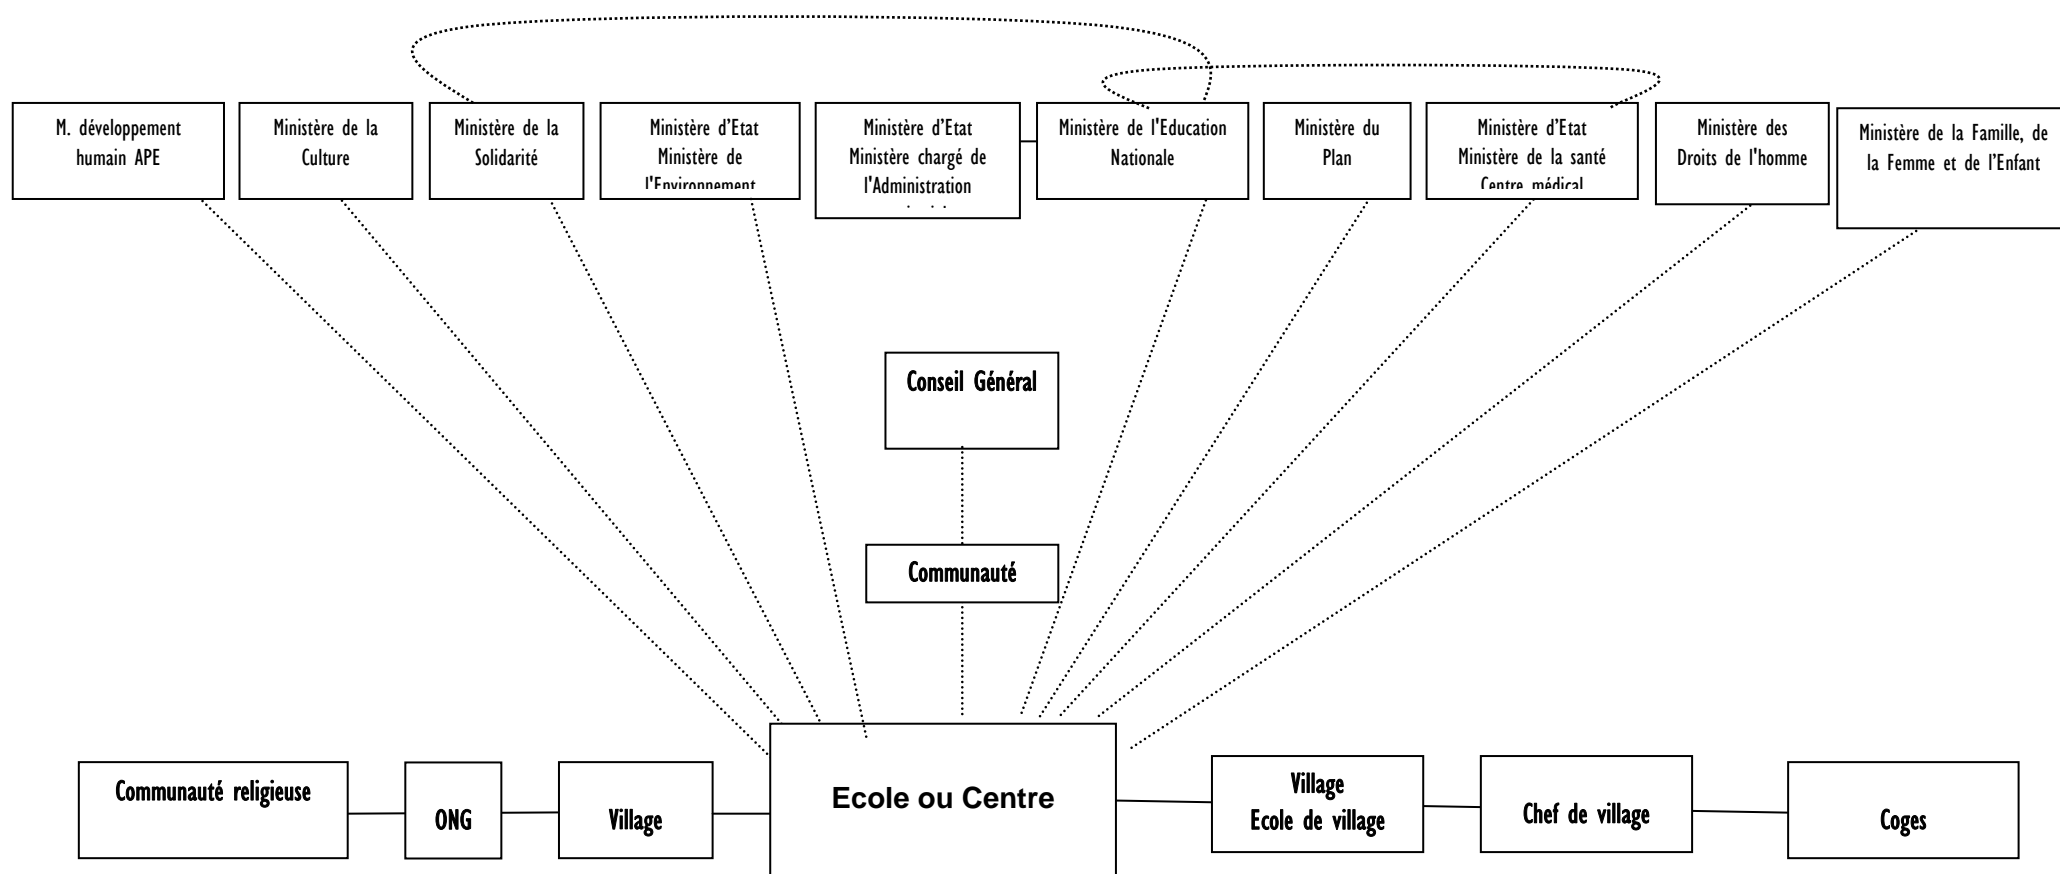 M. développement
humain APE
Ministère de la
Culture
Ministère de la
Solidarité
Ministère d’Etat
Ministère de
l'Environnement
Ministère d’Etat
Ministère chargé de
l'Administration
Ministère de l'Education
Nationale
Ministère du
Plan
Ministère d’Etat
Ministère de la santé
Centre médical
Ministère des
Droits de l'homme
Ministère de la Famille, de
la Femme et de l’Enfant
Conseil Général
Communauté
Communauté religieuse
ONG
Village
Ecole ou Centre
Village
Ecole de village
Chef de village
Coges